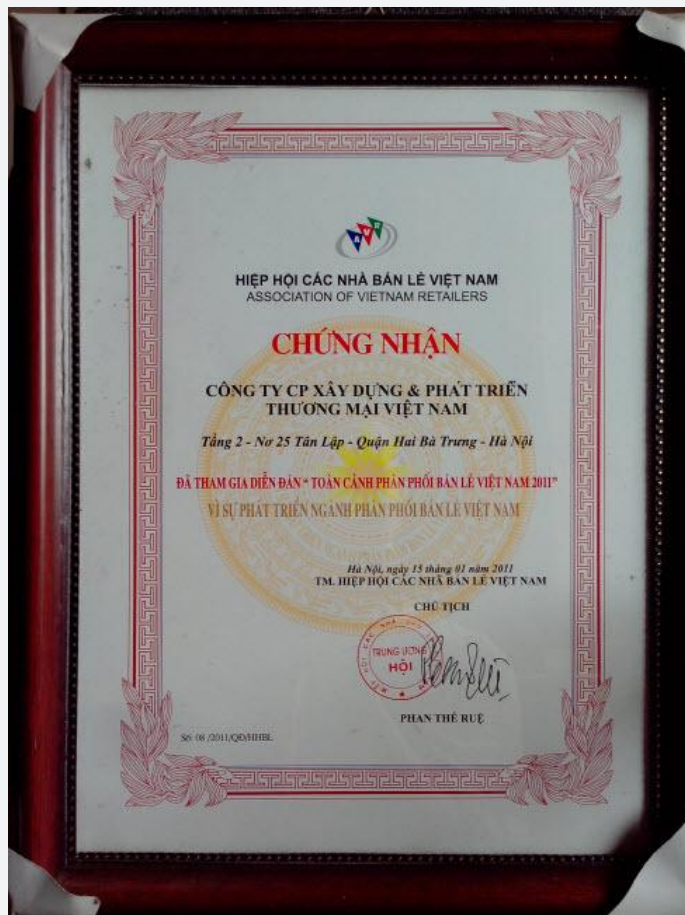 AVR
HIỆP HỘI CÁC NHÀ BÁN LẺ VIỆT NAM
ASSOCIATION OF VIETNAM RETAILERS
CHỨNG NHẬN
CÔNG TY CP XÂY DỰNG & PHÁT TRIỂN
THƯƠNG MẠI VIỆT NAM
Tầng 2 - Nơ 25 Tân Lập - Quận Hai Bà Trưng - Hà Nội
ĐÃ THAM GIA DIỄN ĐÀN “ TOÀN CẢNH PHÂN PHỐI BÁN LẺ VIỆT NAM 2011”
VÌ SỰ PHÁT TRIỂN NGÀNH PHÂN PHỐI BÁN LẺ VIỆT NAM
Hà Nội, ngày 15 tháng 01 năm 2011
TM. HIỆP HỘI CÁC NHÀ BÁN LẺ VIỆT NAM
CHỦ TỊCH
TRUNG ƯƠNG
HỘI
PHAN THẾ RUỆ
Số: 08 /2011/QĐ/HHBL